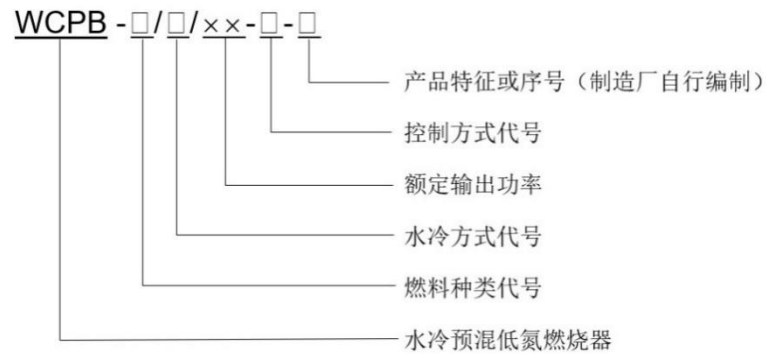 WCPB-□/□/××-□-□
产品特征或序号（制造厂自行编制）
控制方式代号
额定输出功率
水冷方式代号
燃料种类代号
水冷预混低氮燃烧器